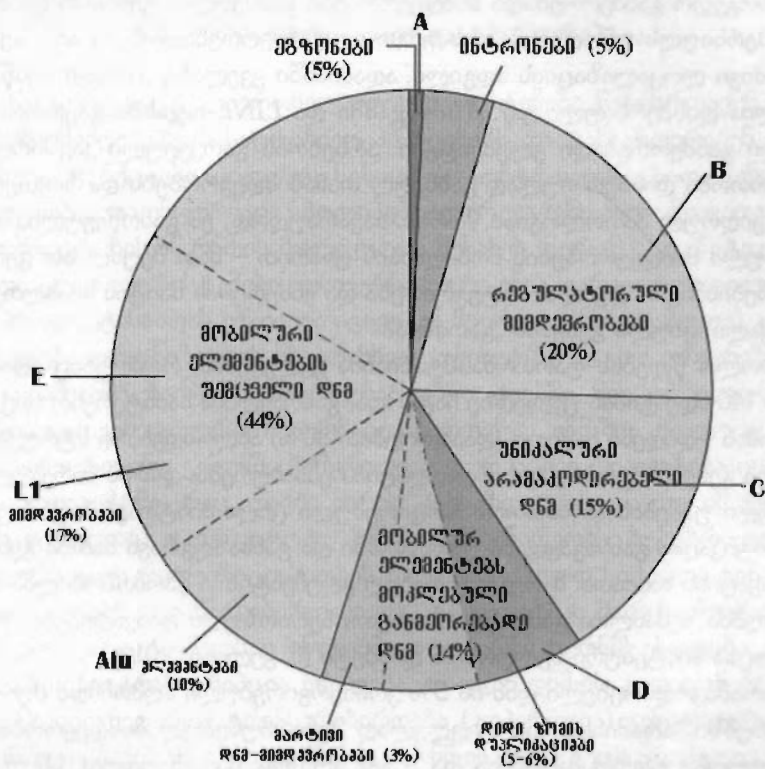 A
ეგზონები
(5%)
ინტრონები (5%)
B
რეგულატორული
მიმდევრობები
(20%)
მობილური
ელემენტების
შემცველი დნმ
(44%)
E
უნიკალური
არამაკოდირებელი
დნმ (15%)
C
L1
მიმდევრობები
(17%)
მობილურ
ელემენტებს
მოკლებული
განმეორებადი
დნმ (14%)
Alu ელემენტები
(10%)
D
მარტივი
დნმ-მიმდევრობები (3%)
დიდი ზომის
დუპლიკაციები
(5-6%)